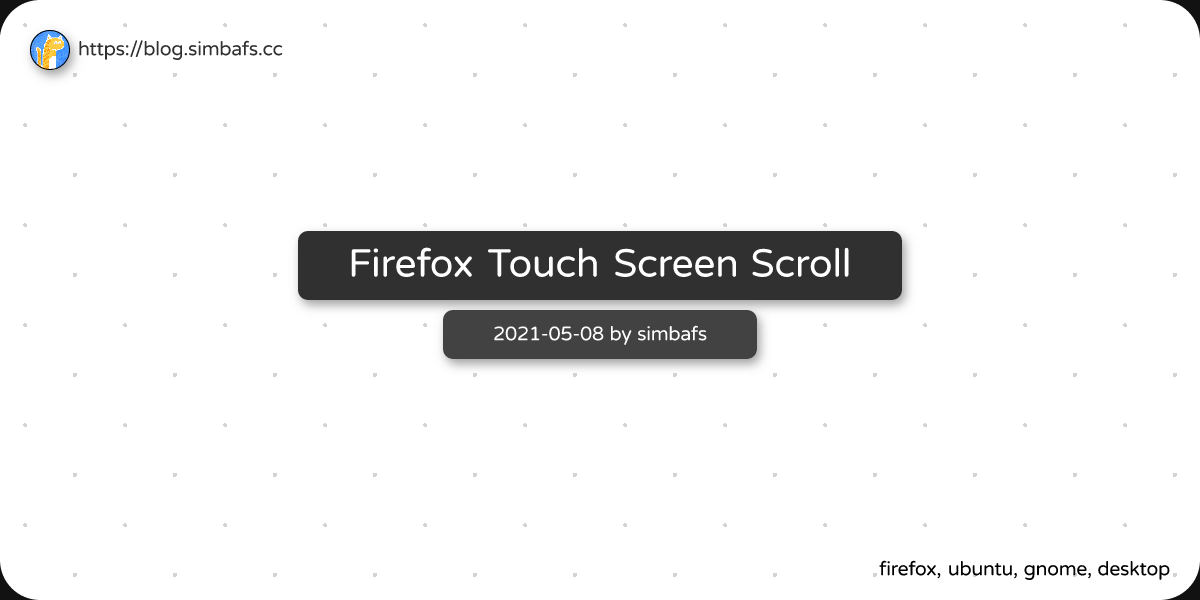 https://blog.simbafs.cc
Firefox Touch Screen Scroll
2021-05-08 by simbafs
firefox, ubuntu, gnome, desktop